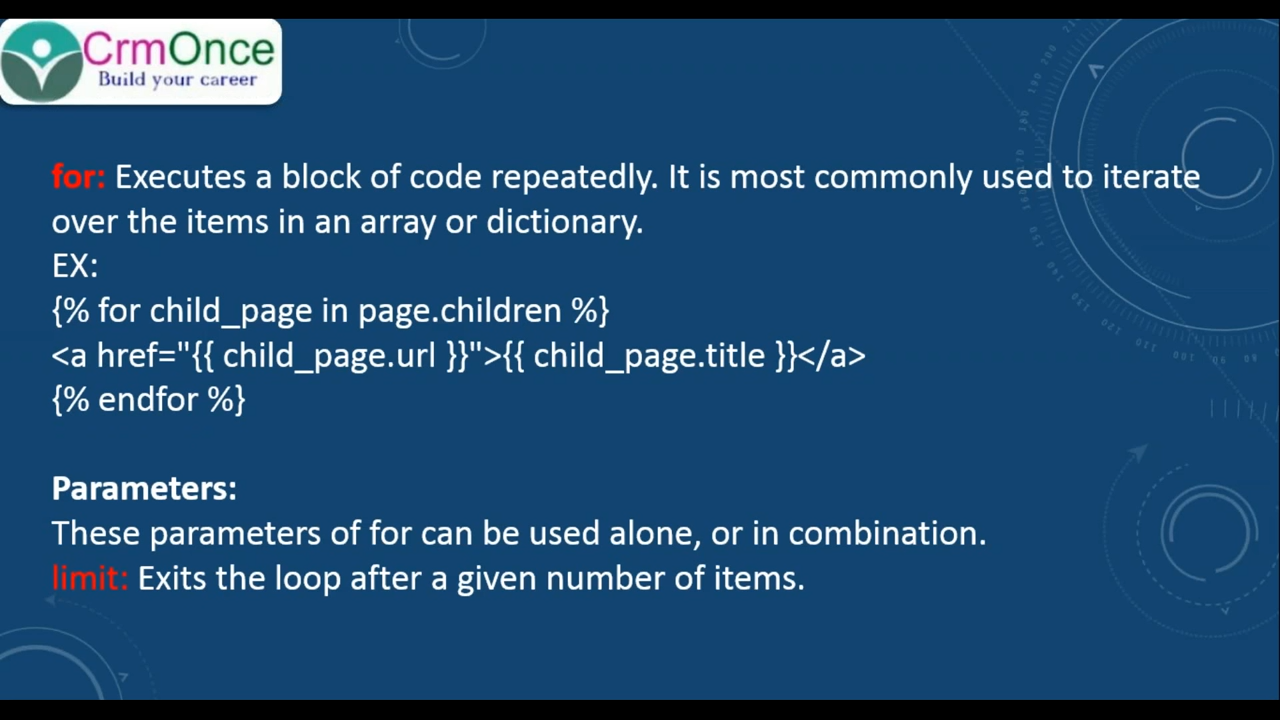 CrmOnce
Build your career
for: Executes a block of code repeatedly. It is most commonly used to iterate
over the items in an array or dictionary.
EX:
{% for child_page in page.children %}
<a href="{{ child_page.url }}">{{ child_page.title }}</a>
{% endfor %}
Parameters:
These parameters of for can be used alone, or in combination.
limit: Exits the loop after a given number of items.